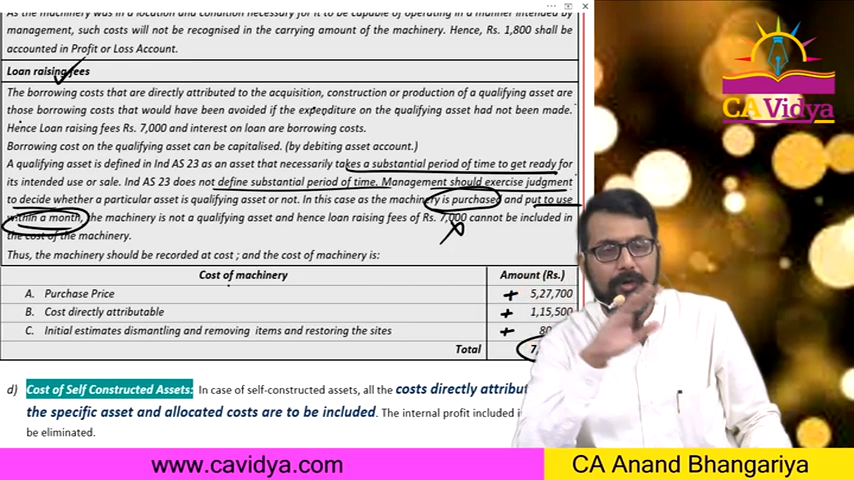 As the machinery was in a location and condition necessary for it to be capable of operating in a manner intended by
management, such costs will not be recognised in the carrying amount of the machinery. Hence, Rs. 1,800 shall be
accounted in Profit or Loss Account.
Loan raising fees
The borrowing costs that are directly attributed to the acquisition, construction or production of a qualifying asset are
those borrowing costs that would have been avoided if the expenditure on the qualifying asset had not been made.
Hence Loan raising fees Rs. 7,000 and interest on loan are borrowing costs.
Borrowing cost on the qualifying asset can be capitalised. (by debiting asset account.)
A qualifying asset is defined in Ind AS 23 as an asset that necessarily takes a substantial period of time to get ready for
its intended use or sale. Ind AS 23 does not define substantial period of time. Management should exercise judgment
to decide whether a particular asset is qualifying asset or not. In this case as the machinery is purchased and put to use
within a month, the machinery is not a qualifying asset and hence loan raising fees of Rs. 7,000 cannot be included in
the cost of the machinery.
Thus, the machinery should be recorded at cost ; and the cost of machinery is:
Cost of machinery Amount (Rs.)
A. Purchase Price + 5,27,700
B. Cost directly attributable + 1,15,500
C. Initial estimates dismantling and removing items and restoring the sites +
Total
d) Cost of Self Constructed Assets: In case of self-constructed assets, all the costs directly
the specific asset and allocated costs are to be included. The internal profit included
be eliminated.
CA Vidya
www.cavidya.com
CA Anand Bhangariya